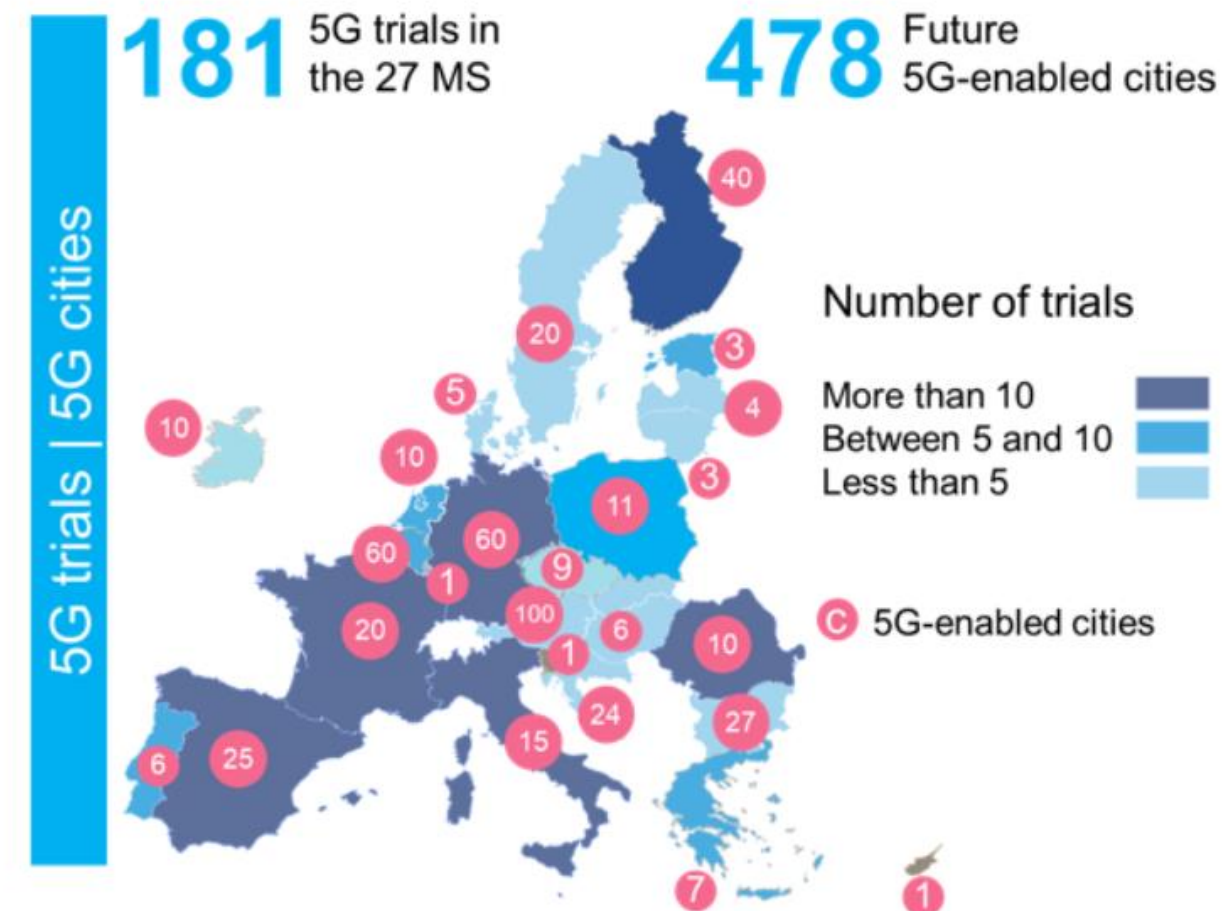 5G trials | 5G cities
181 5G trials in
the 27 MS
478 Future
5G-enabled cities
40
20
3
5
4
10
10
3
11
60
60
9
1
100
20
6
1
10
24
27
15
25
6
7
1
Number of trials
More than 10
Between 5 and 10
Less than 5
C 5G-enabled cities